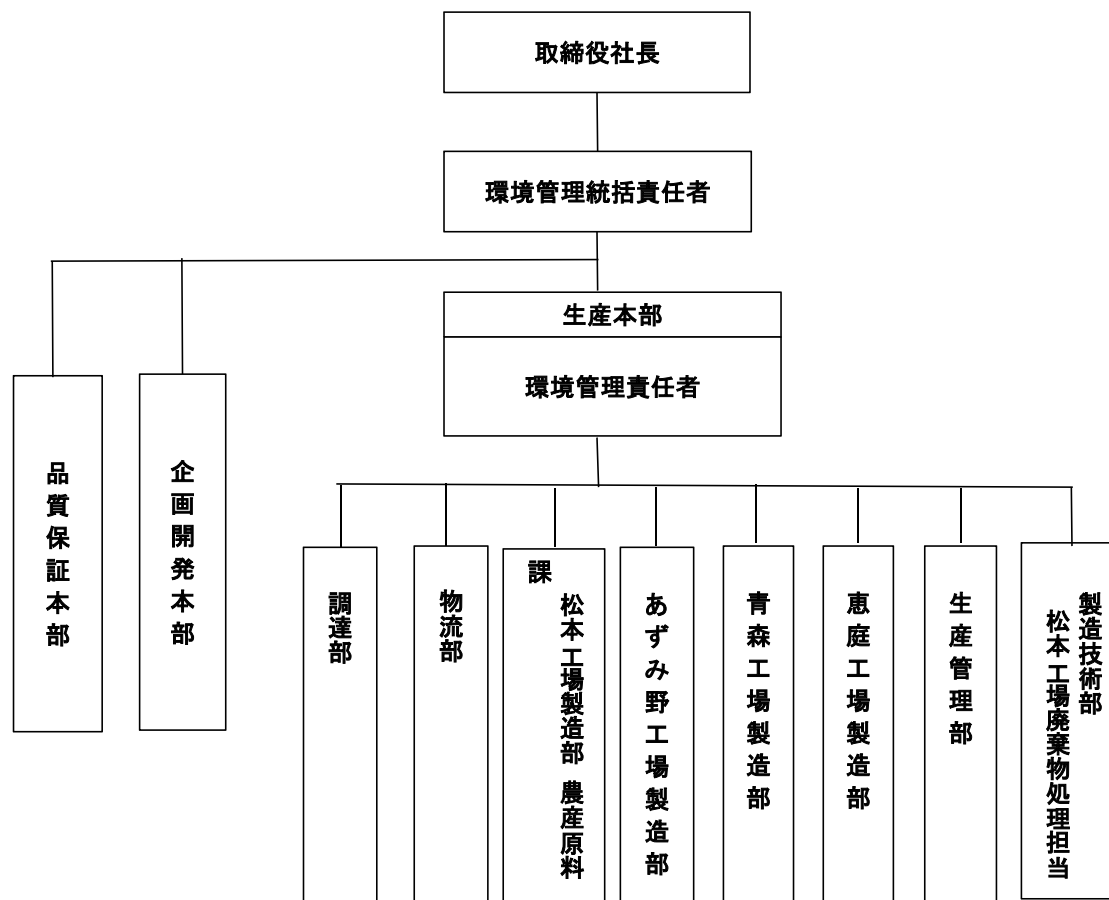 取締役社長
環境管理統括責任者
生産本部
環境管理責任者
品質保証本部
企画開発本部
調達部
物流部
松本工場製造部 農産原料
課
あずみ野工場製造部
青森工場製造部
恵庭工場製造部
生産管理部
製造技術部
松本工場廃棄物処理担当